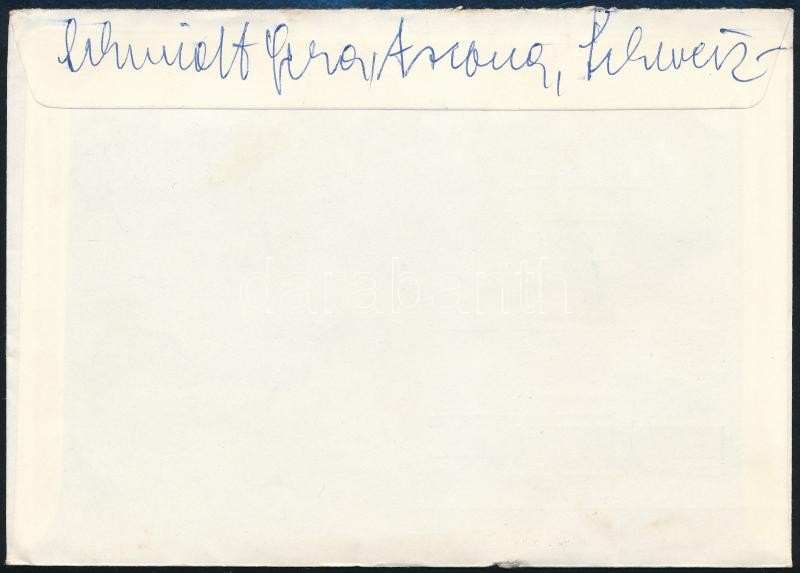 Schmidt Gera, Ascona, Schweiz
darabanth